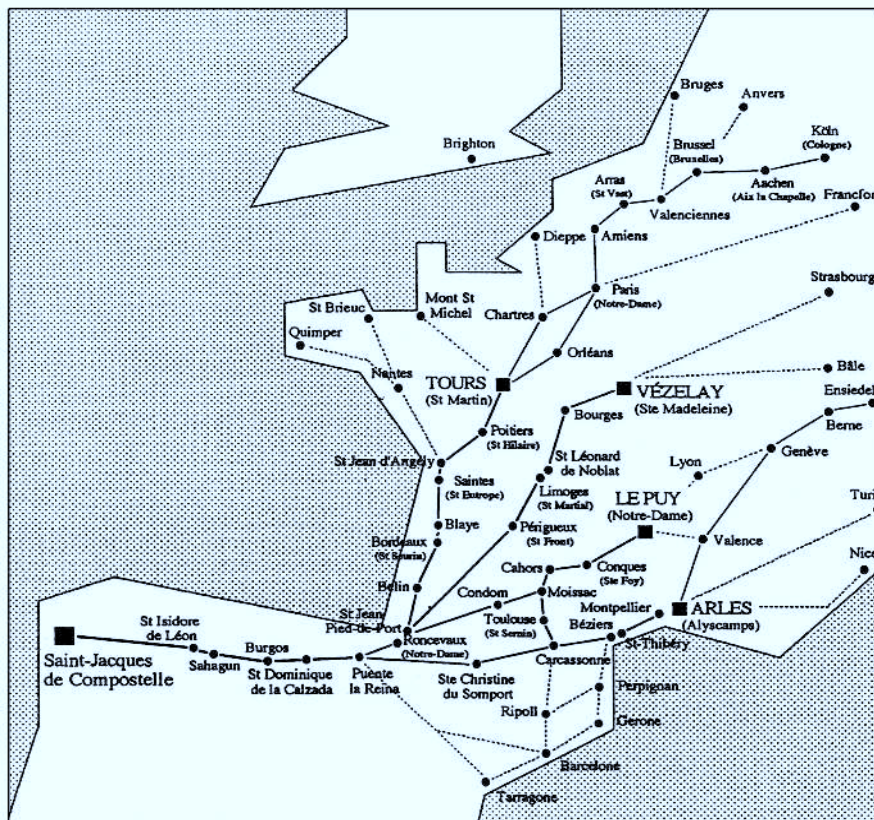 Bruges
Anvers
Brighton
Brussel
(Bruxelles)
Köln
(Cologne)
Arras
(St Vast)
Aachen
(Aix la Chapelle)
Valenciennes
Francfor
Dieppe
Amiens
Strasbourg
Paris
(Notre-Dame)
St Brieuc
Mont St
Michel
Chartres
Quimper
Orléans
Bâle
Nantes
TOURS
(St Martin)
VÉZELAY
(Ste Madeleine)
Ensiedel
Bourges
Berne
Poitiers
(St Hilaire)
Genève
St Jean d'Angély
St Léonard
de Noblat
Lyon
Saintes
(St Eutrope)
Limoges
(St Martial)
LE PUY
(Notre-Dame)
Turi
Blaye
Périgueux
(St Front)
Valence
Bordeaux
(St Seurin)
Cahors
Conques
(Ste Foy)
Nice
Belin
Condom
Moissac
Montpellier
ARLES
(Alyscamps)
St Jean
Pied-de-Port
Toulouse
(St Sernin)
Béziers
St-Thibéry
St Isidore
de Léon
Burgos
Roncevaux
(Notre-Dame)
Carcassonne
Saint-Jacques
de Compostelle
Sahagun
St Dominique
de la Calzada
Puente
la Reina
Ste Christine
du Somport
Perpignan
Ripoll
Gerone
Barcelone
Tarragone